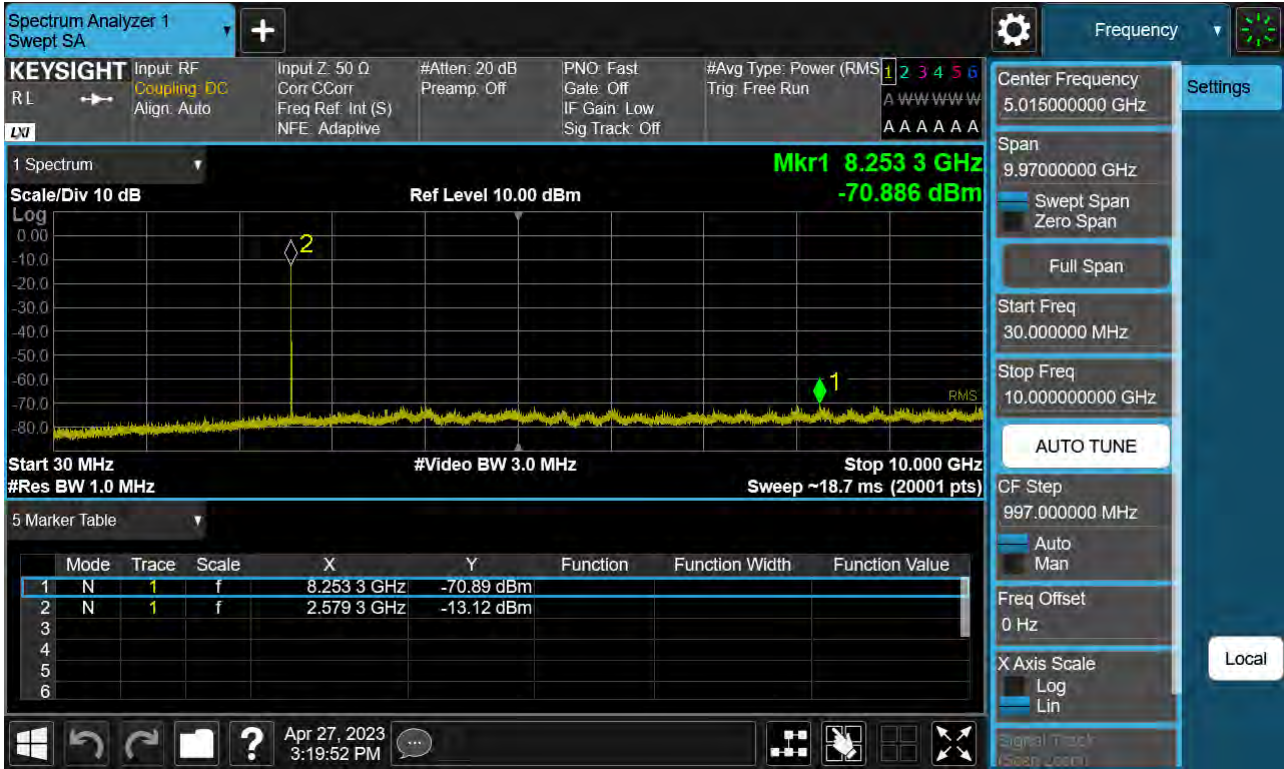 Spectrum Analyzer 1
Swept SA
Frequency
KEYSIGHT
RL
LXI
Input: RF
Coupling: DC
Align: Auto
Input Z: 50 Ω
Corr CCorr
Freq Ref: Int (S)
NFE: Adaptive
#Atten: 20 dB
Preamp: Off
PNO: Fast
Gate: Off
IF Gain: Low
Sig Track: Off
#Avg Type: Power (RMS
Trig: Free Run
1 2 3 4 5 6
A W W W W W
A A A A A A
1 Spectrum
Scale/Div 10 dB
Ref Level 10.00 dBm
Mkr1 8.253 3 GHz
-70.886 dBm
Log
0.00
-10.0
-20.0
-30.0
-40.0
-50.0
-60.0
-70.0
-80.0
2
1
RMS
Start 30 MHz
#Video BW 3.0 MHz
Stop 10.000 GHz
#Res BW 1.0 MHz
Sweep ~18.7 ms (20001 pts)
5 Marker Table
Mode Trace Scale X Y Function Function Width Function Value
1 N 1 f 8.253 3 GHz -70.89 dBm
2 N 1 f 2.579 3 GHz -13.12 dBm
3
4
5
6
?
Apr 27, 2023
3:19:52 PM
Center Frequency
5.015000000 GHz
Settings
Span
9.97000000 GHz
Swept Span
Zero Span
Full Span
Start Freq
30.000000 MHz
Stop Freq
10.000000000 GHz
AUTO TUNE
CF Step
997.000000 MHz
Auto
Man
Freq Offset
0 Hz
X Axis Scale
Log
Lin
Local
Signal Track
(Span Zoom)